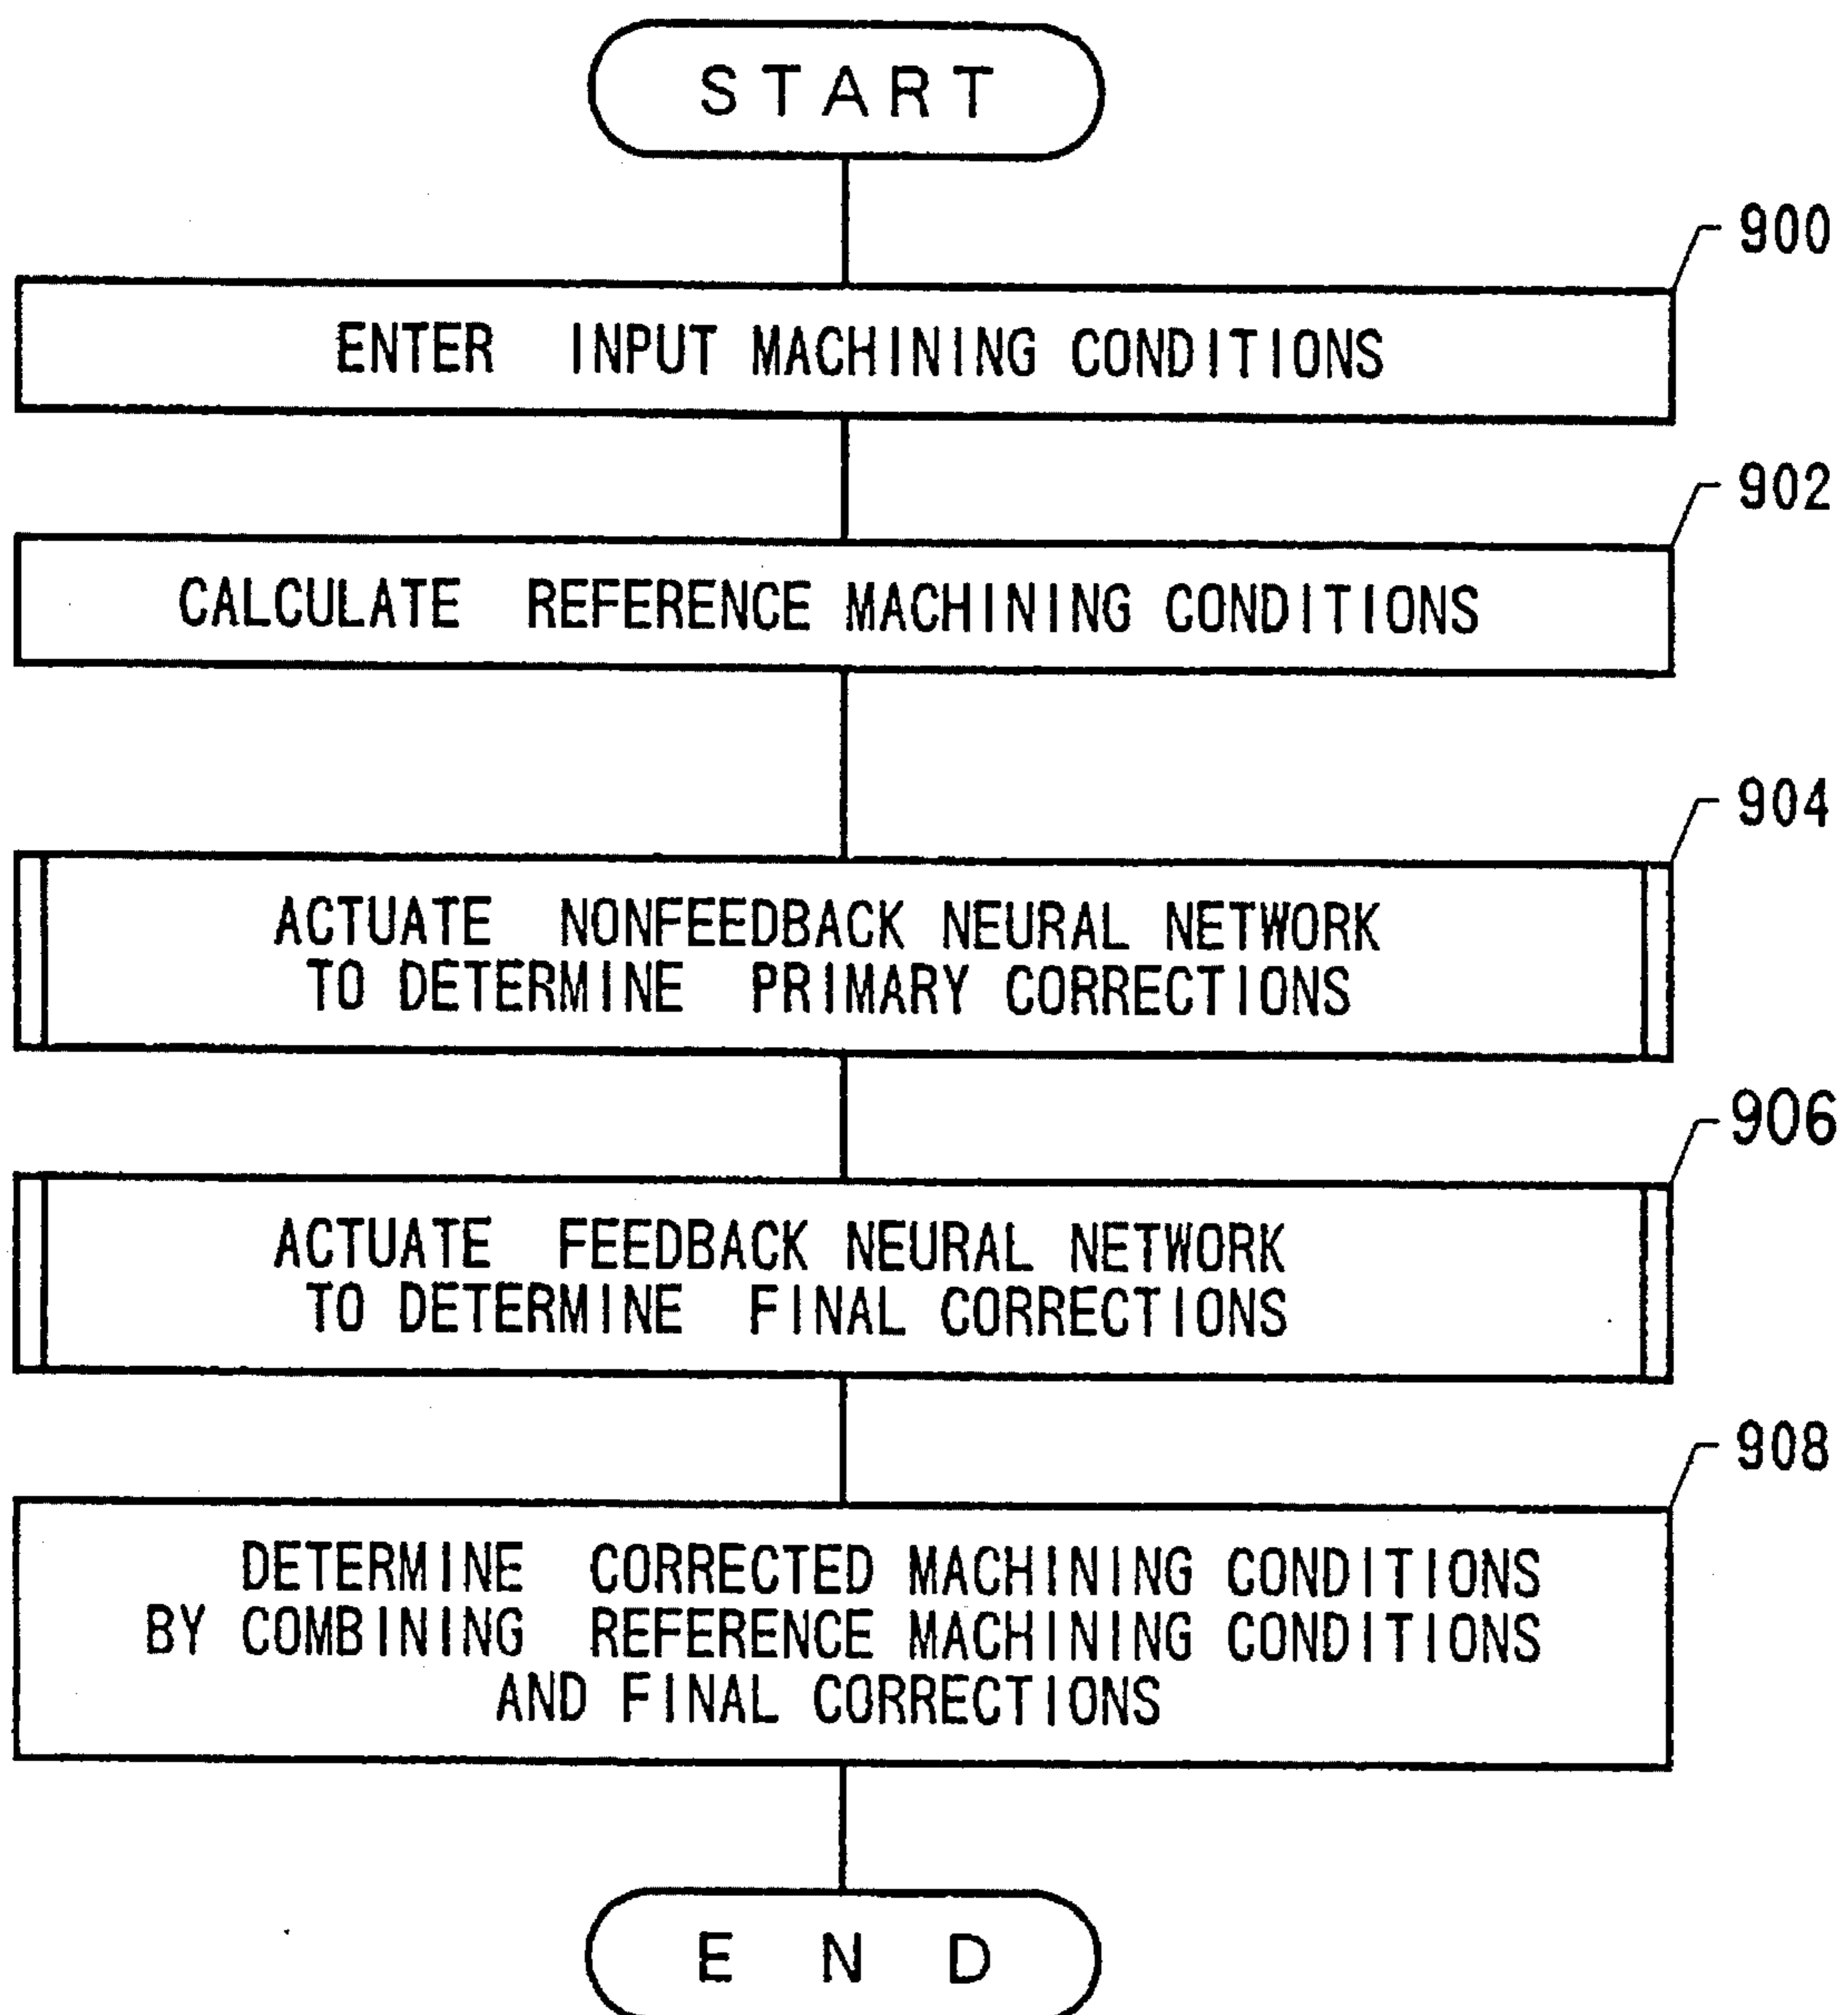 START
900
ENTER INPUT MACHINING CONDITIONS
902
CALCULATE REFERENCE MACHINING CONDITIONS
904
ACTUATE NONFEEDBACK NEURAL NETWORK
TO DETERMINE PRIMARY CORRECTIONS
906
ACTUATE FEEDBACK NEURAL NETWORK
TO DETERMINE FINAL CORRECTIONS
908
DETERMINE CORRECTED MACHINING CONDITIONS
BY COMBINING REFERENCE MACHINING CONDITIONS
AND FINAL CORRECTIONS
END